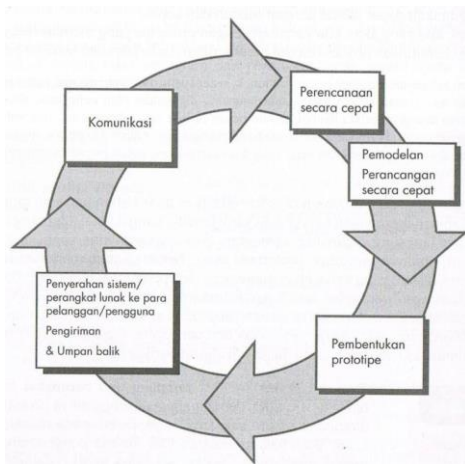 Komunikasi
Perencanaan
secara cepat
Pemodelan
Perancangan
secara cepat
Pembentukan
prototipe
Penyerahan sistem/
perangkat lunak ke para
pelanggan/pengguna
Pengiriman
& Umpan balik